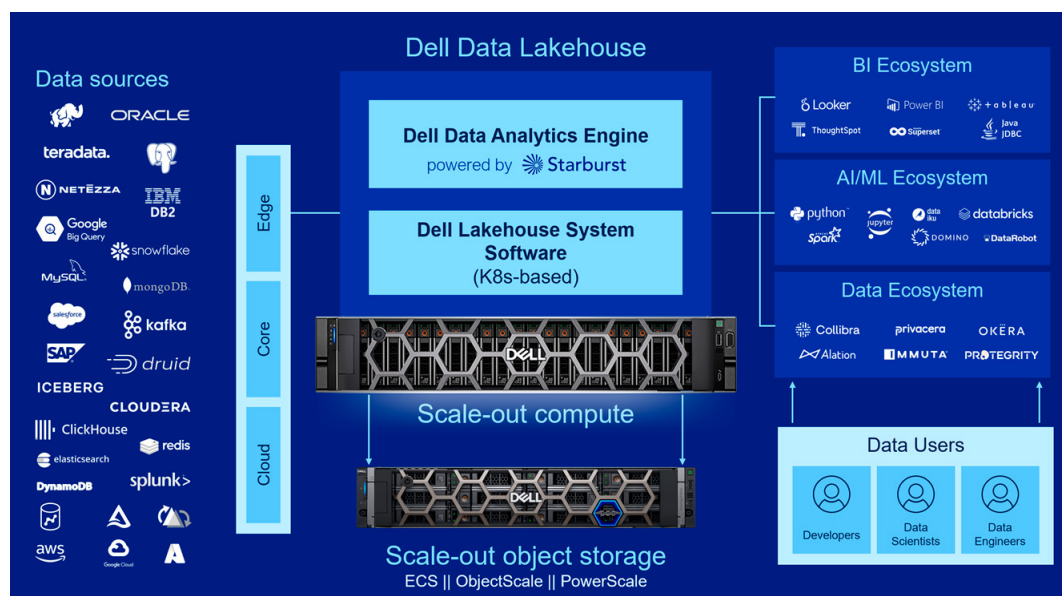 Dell Data Lakehouse
Data sources
ORACLE
teradata.
NETEZZA
IBM
DB2
Google
Big Query
snowflake
MySQL
mongoDB.
salesforce
kafka
SAP
druid
ICEBERG
CLOUDERA
ClickHouse
redis
elasticsearch
DynamoDB
splunk>
aws
Google Cloud
Edge
Core
Cloud
Dell Data Analytics Engine
powered by Starburst
Dell Lakehouse System
Software
(K8s-based)
DELL
Scale-out compute
DELL
Scale-out object storage
ECS || ObjectScale || PowerScale
BI Ecosystem
Looker
Power BI
+ableau
ThoughtSpot
Superset
Java
JDBC
AI/ML Ecosystem
python
jupyter
data
iku
databricks
Spark
DOMINO
DataRobot
Data Ecosystem
Collibra
privacera
OKERA
Alation
IMMUTA
PROTEGRITY
Data Users
Developers
Data
Scientists
Data
Engineers